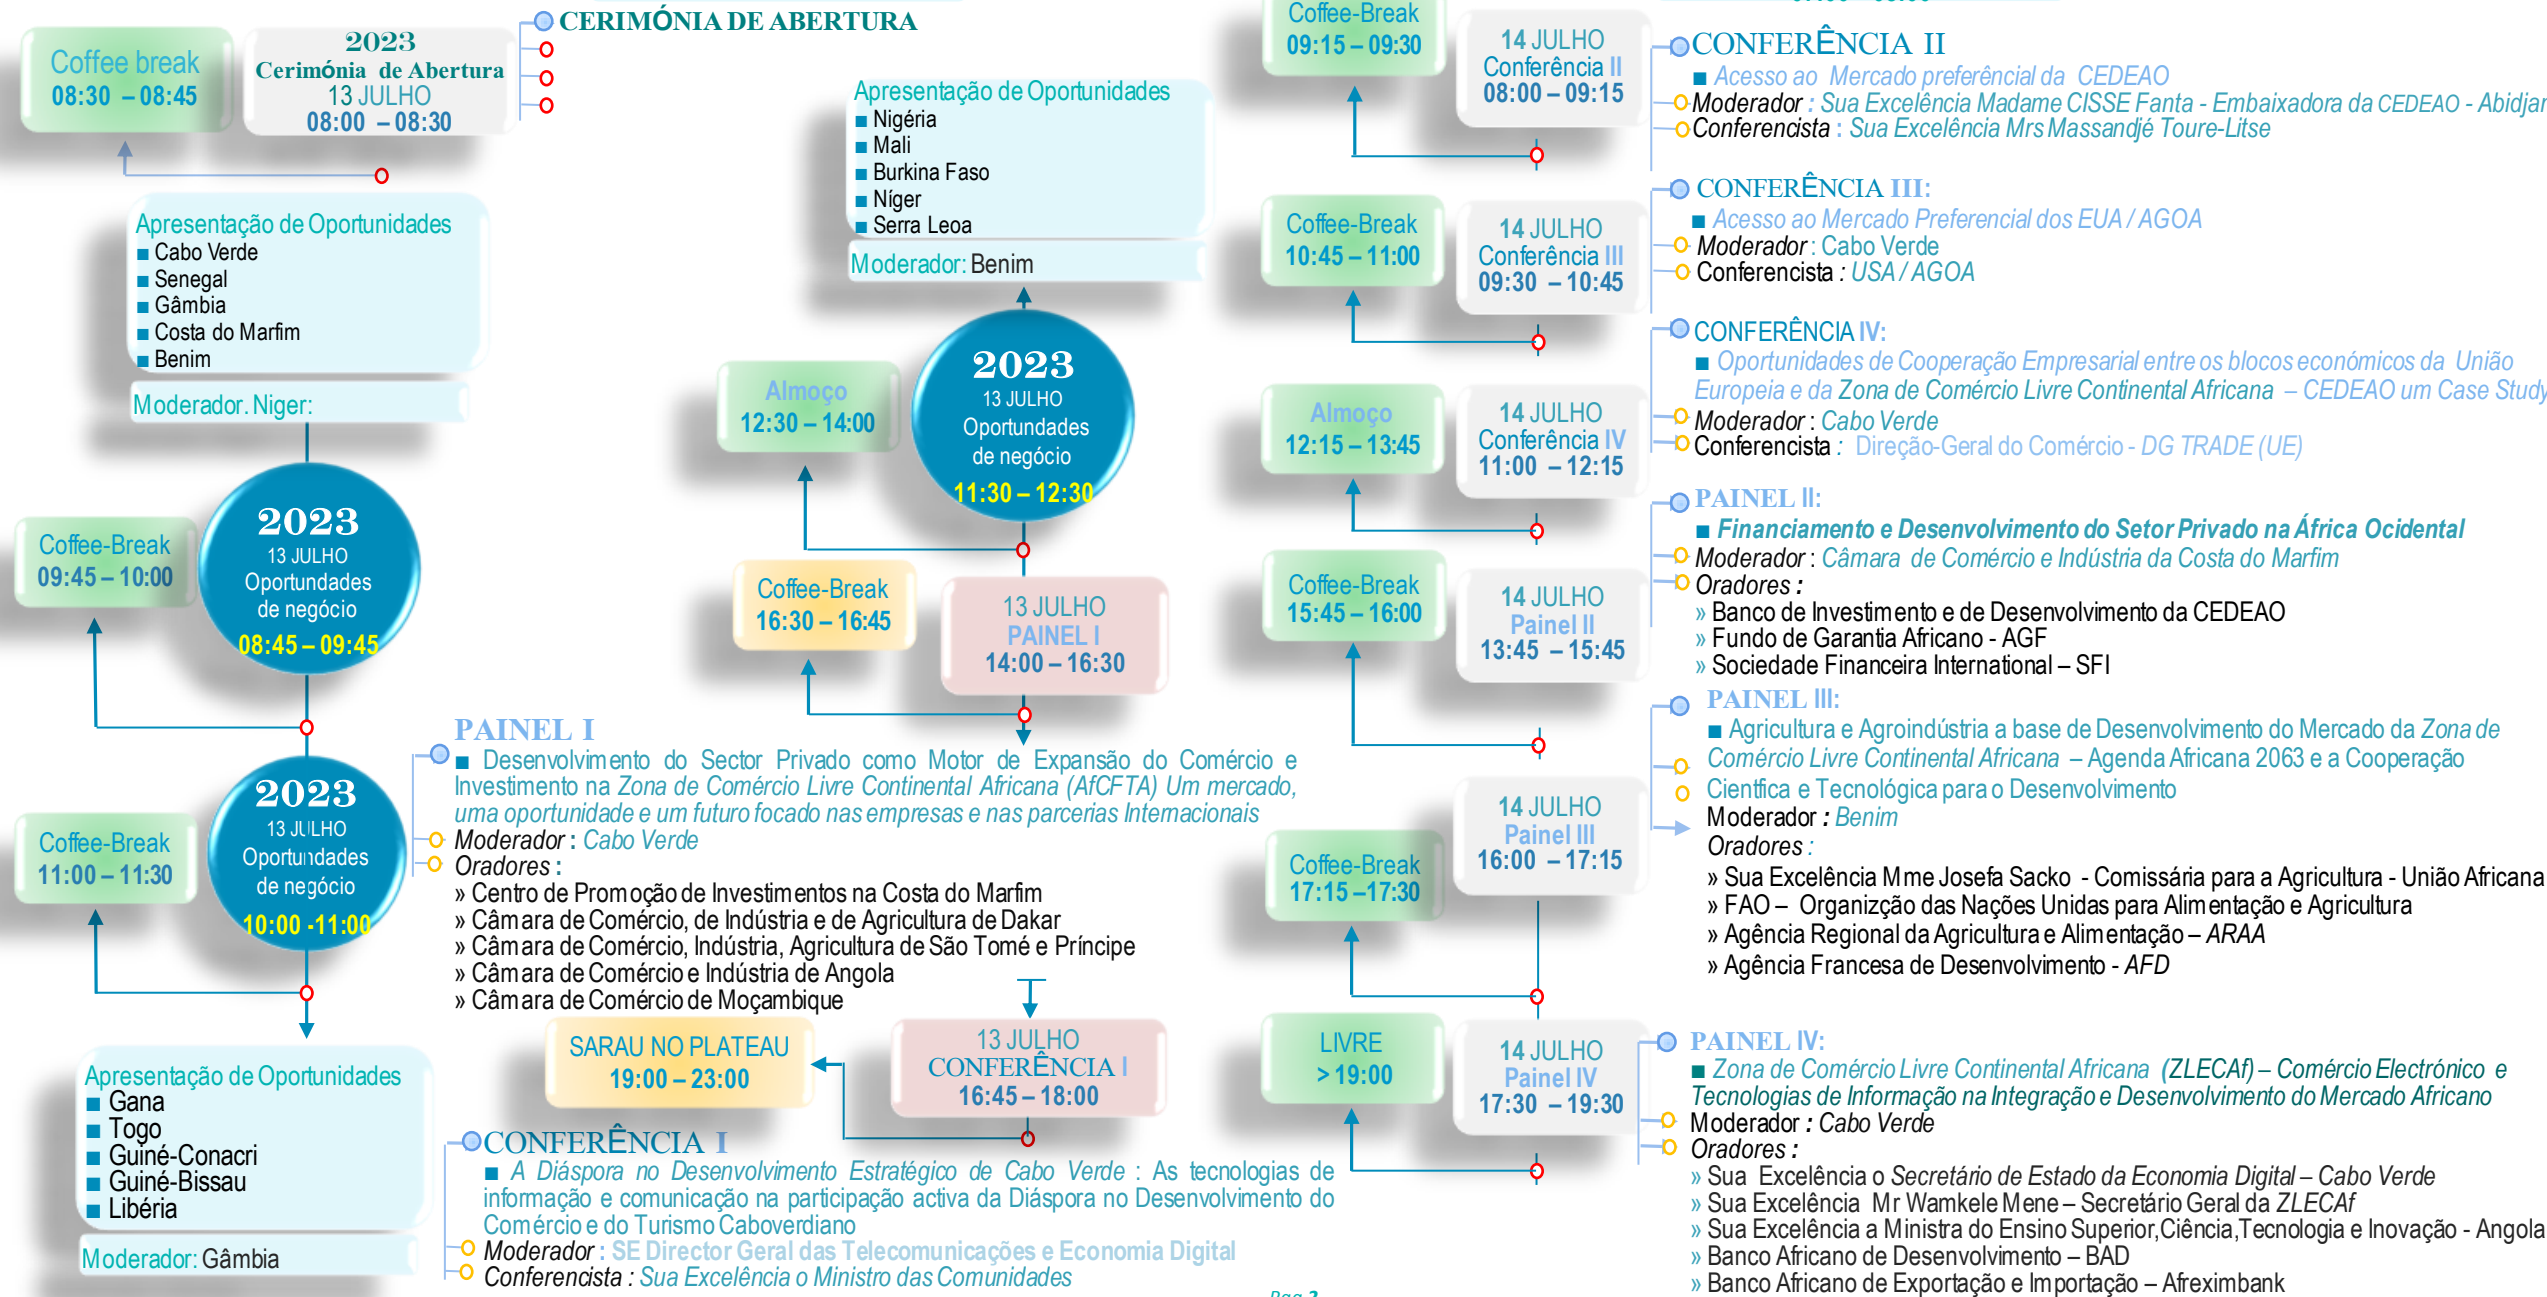 CERIMÓNIA DE ABERTURA
Coffee break
08:30 – 08:45
2023
Cerimónia de Abertura
13 JULHO
08:00 – 08:30
Apresentação de Oportunidades
■ Cabo Verde
■ Senegal
■ Gâmbia
■ Costa do Marfim
■ Benim
Moderador. Niger:
Coffee-Break
09:45 – 10:00
2023
13 JULHO
Oportundades
de negócio
08:45 – 09:45
Coffee-Break
11:00 – 11:30
2023
13 JULHO
Oportundades
de negócio
10:00 -11:00
Apresentação de Oportunidades
■ Gana
■ Togo
■ Guiné-Conacri
■ Guiné-Bissau
■ Libéria
Moderador: Gâmbia
Apresentação de Oportunidades
■ Nigéria
■ Mali
■ Burkina Faso
■ Níger
■ Serra Leoa
Moderador: Benim
Almoço
12:30 – 14:00
2023
13 JULHO
Oportundades
de negócio
11:30 – 12:30
Coffee-Break
16:30 – 16:45
13 JULHO
PAINEL I
14:00 – 16:30
PAINEL I
■ Desenvolvimento do Sector Privado como Motor de Expansão do Comércio e
Investimento na Zona de Comércio Livre Continental Africana (AfCFTA) Um mercado,
uma oportunidade e um futuro focado nas empresas e nas parcerias Internacionais
Moderador : Cabo Verde
Oradores :
» Centro de Promoção de Investimentos na Costa do Marfim
» Câmara de Comércio, de Indústria e de Agricultura de Dakar
» Câmara de Comércio, Indústria, Agricultura de São Tomé e Príncipe
» Câmara de Comércio e Indústria de Angola
» Câmara de Comércio de Moçambique
SARAU NO PLATEAU
19:00 – 23:00
13 JULHO
CONFERÊNCIA I
16:45 – 18:00
CONFERÊNCIA I
■ A Diáspora no Desenvolvimento Estratégico de Cabo Verde : As tecnologias de
informação e comunicação na participação activa da Diáspora no Desenvolvimento do
Comércio e do Turismo Caboverdiano
Moderador : SE Director Geral das Telecomunicações e Economia Digital
Conferencista : Sua Excelência o Ministro das Comunidades
Coffee-Break
09:15 – 09:30
14 JULHO
Conferência II
08:00 – 09:15
CONFERÊNCIA II
■ Acesso ao Mercado preferêncial da CEDEAO
Moderador : Sua Excelência Madame CISSE Fanta - Embaixadora da CEDEAO - Abidjan
Conferencista : Sua Excelência Mrs Massandjé Toure-Litse
Coffee-Break
10:45 – 11:00
14 JULHO
Conferência III
09:30 – 10:45
CONFERÊNCIA III:
■ Acesso ao Mercado Preferencial dos EUA / AGOA
Moderador : Cabo Verde
Conferencista : USA / AGOA
Almoço
12:15 – 13:45
14 JULHO
Conferência IV
11:00 – 12:15
CONFERÊNCIA IV:
■ Oportunidades de Cooperação Empresarial entre os blocos económicos da União
Europeia e da Zona de Comércio Livre Continental Africana – CEDEAO um Case Study
Moderador : Cabo Verde
Conferencista : Direção-Geral do Comércio - DG TRADE (UE)
Coffee-Break
15:45 – 16:00
14 JULHO
Painel II
13:45 – 15:45
PAINEL II:
■ Financiamento e Desenvolvimento do Setor Privado na África Ocidental
Moderador : Câmara de Comércio e Indústria da Costa do Marfim
Oradores :
» Banco de Investimento e de Desenvolvimento da CEDEAO
» Fundo de Garantia Africano - AGF
» Sociedade Financeira International – SFI
Coffee-Break
17:15 –17:30
14 JULHO
Painel III
16:00 – 17:15
PAINEL III:
■ Agricultura e Agroindústria a base de Desenvolvimento do Mercado da Zona de
Comércio Livre Continental Africana – Agenda Africana 2063 e a Cooperação
Cientfica e Tecnológica para o Desenvolvimento
Moderador : Benim
Oradores :
» Sua Excelência Mme Josefa Sacko - Comissária para a Agricultura - União Africana
» FAO – Organizção das Nações Unidas para Alimentação e Agricultura
» Agência Regional da Agricultura e Alimentação – ARAA
» Agência Francesa de Desenvolvimento - AFD
LIVRE
> 19:00
14 JULHO
Painel IV
17:30 – 19:30
PAINEL IV:
■ Zona de Comércio Livre Continental Africana (ZLECAf) – Comércio Electrónico e
Tecnologias de Informação na Integração e Desenvolvimento do Mercado Africano
Moderador : Cabo Verde
Oradores :
» Sua Excelência o Secretário de Estado da Economia Digital – Cabo Verde
» Sua Excelência Mr Wamkele Mene – Secretário Geral da ZLECAf
» Sua Excelência a Ministra do Ensino Superior,Ciência,Tecnologia e Inovação - Angola
» Banco Africano de Desenvolvimento – BAD
» Banco Africano de Exportação e Importação – Afreximbank